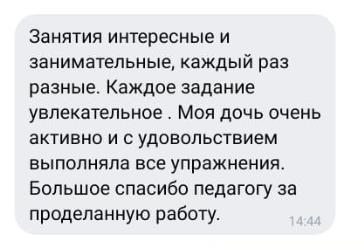 Занятия интересные и
занимательные, каждый раз
разные. Каждое задание
увлекательное . Моя дочь очень
активно и с удовольствием
выполняла все упражнения.
Большое спасибо педагогу за
проделанную работу.
14:44